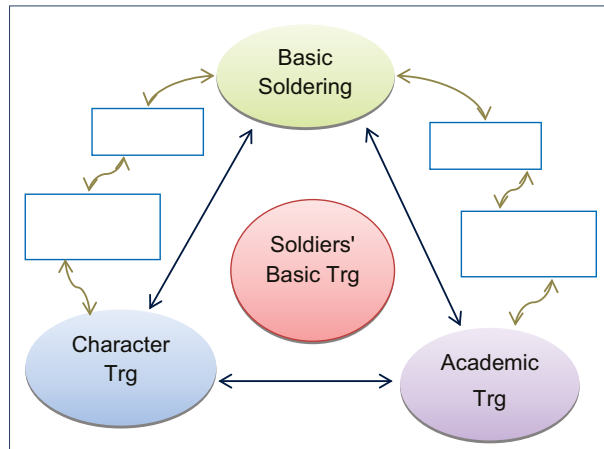 Basic
Soldering
Soldiers'
Basic Trg
Character
Trg
Academic
Trg